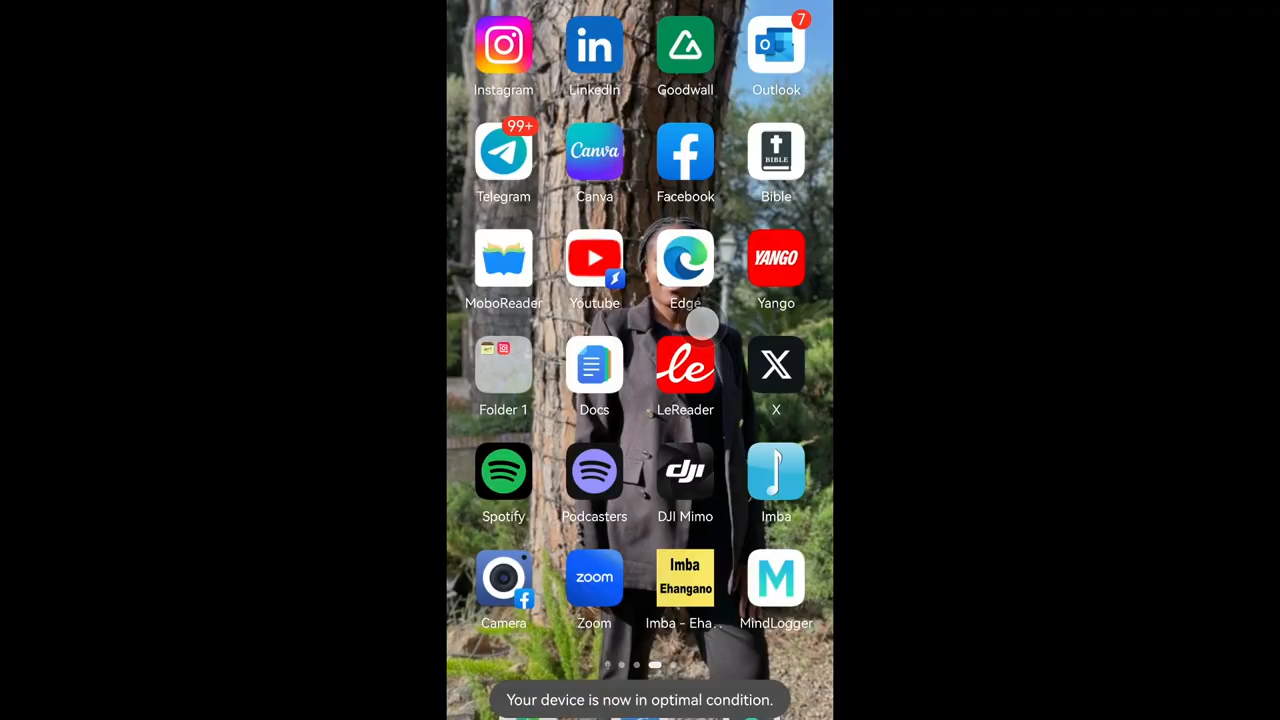 7
Instagram
LinkedIn
Goodwall
Outlook
99+
Canva
BIBLE
Telegram
Canva
Facebook
Bible
YANGO
MoboReader
Youtube
Edge
Yango
le
Folder 1
Docs
LeReader
X
dji
Spotify
Podcasters
DJI Mimo
Imba
zoom
Imba
Ehangano
M
Camera
Zoom
Imba - Eha..
MindLogger
Your device is now in optimal condition.